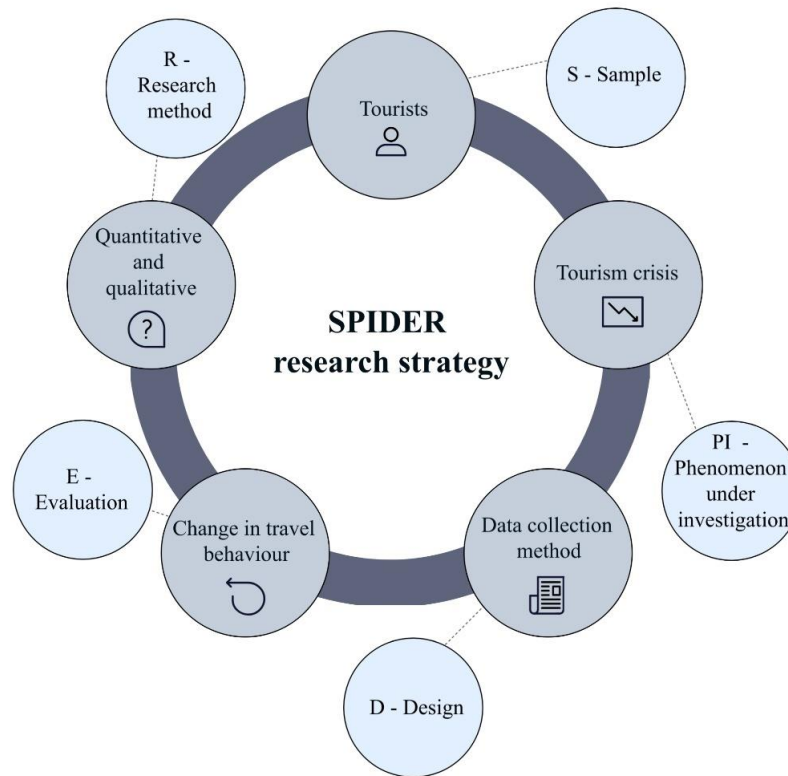 R -
Research
method
Tourists
S - Sample
Quantitative
and
qualitative
?
Tourism crisis
SPIDER
research strategy
PI -
Phenomenon
under
investigation
E -
Evaluation
Change in travel
behaviour
Data collection
method
D - Design